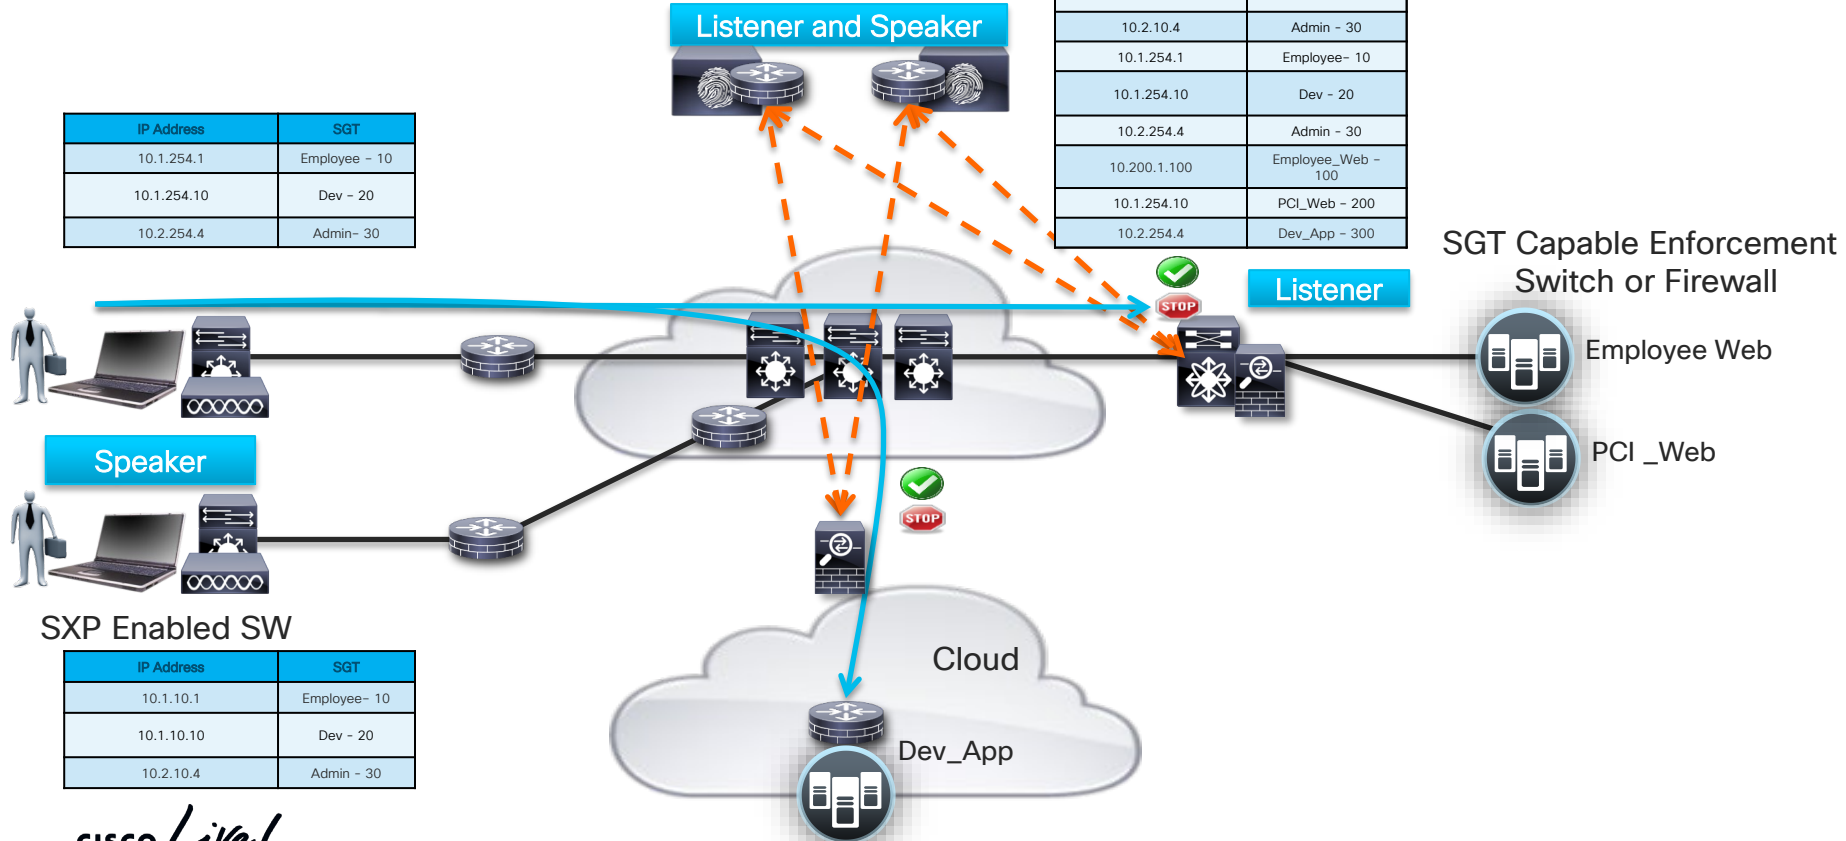 Listener and Speaker
10.2.10.4 Admin - 30
10.1.254.1 Employee- 10
10.1.254.10 Dev - 20
10.2.254.4 Admin - 30
10.200.1.100 Employee_Web - 100
10.1.254.10 PCI_Web - 200
10.2.254.4 Dev_App - 300
IP Address SGT
10.1.254.1 Employee - 10
10.1.254.10 Dev - 20
10.2.254.4 Admin- 30
SGT Capable Enforcement
Switch or Firewall
STOP
Listener
Employee Web
PCI _Web
Speaker
STOP
SXP Enabled SW
IP Address SGT
10.1.10.1 Employee- 10
10.1.10.10 Dev - 20
10.2.10.4 Admin - 30
Cloud
Dev_App
CISCO Live!